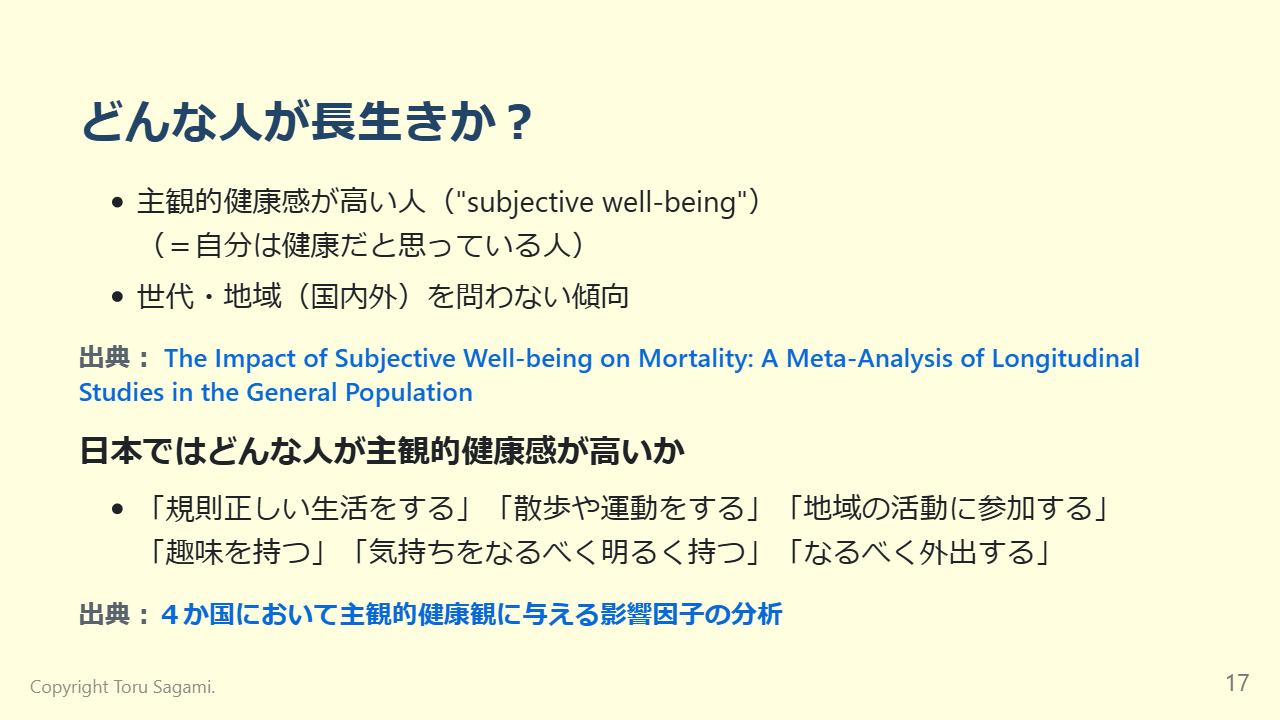 どんな人が長生きか？
主観的健康感が高い人（"subjective well-being"）
（＝自分は健康だと思っている人）
世代・地域（国内外）を問わない傾向
出典： The Impact of Subjective Well-being on Mortality: A Meta-Analysis of Longitudinal
Studies in the General Population
日本ではどんな人が主観的健康感が高いか
「規則正しい生活をする」「散歩や運動をする」「地域の活動に参加する」
「趣味を持つ」「気持ちをなるべく明るく持つ」「なるべく外出する」
出典：４か国において主観的健康観に与える影響因子の分析
Copyright Toru Sagami.
17